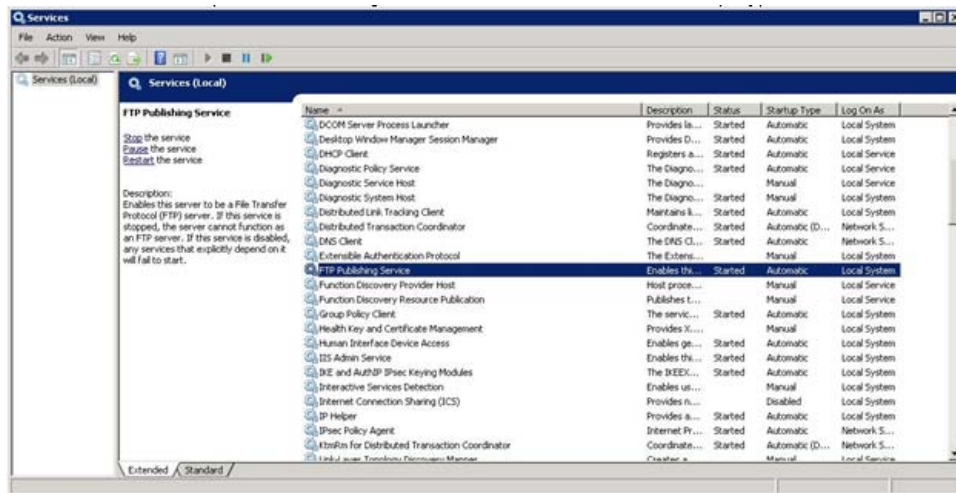 Services
File Action View Help
Services (Local)
Services (Local)
FTP Publishing Service
Stop the service
Pause the service
Restart the service
Description:
Enables this server to be a File Transfer
Protocol (FTP) server. If this service is
stopped, the server cannot function as
an FTP server. If this service is disabled,
any services that explicitly depend on it
will fail to start.
Name Description Status Startup Type Log On As
DCOM Server Process Launcher Provides la... Started Automatic Local System
Desktop Window Manager Session Manager Provides D... Started Automatic Local System
DHCP Client Registers a... Started Automatic Local Service
Diagnostic Policy Service The Diagno... Started Automatic Local Service
Diagnostic Service Host The Diagno... Manual Local Service
Diagnostic System Host The Diagno... Started Manual Local System
Distributed Link Tracking Client Maintains li... Started Automatic Local System
Distributed Transaction Coordinator Coordinate... Started Automatic (D... Network S...
DNS Client The DNS Cl... Started Automatic Network S...
Extensible Authentication Protocol The Extens... Manual Local System
FTP Publishing Service Enables thi... Started Automatic Local System
Function Discovery Provider Host Host proce... Manual Local Service
Function Discovery Resource Publication Publishes t... Manual Local Service
Group Policy Client The servic... Started Automatic Local System
Health Key and Certificate Management Provides X.... Manual Local System
Human Interface Device Access Enables ge... Started Automatic Local System
IIS Admin Service Enables thi... Started Automatic Local System
IKE and AuthIP IPsec Keying Modules The IKEEX... Started Automatic Local System
Interactive Services Detection Enables us... Manual Local System
Internet Connection Sharing (ICS) Provides n... Disabled Local System
IP Helper Provides a... Started Automatic Local System
IPsec Policy Agent Internet Pr... Started Automatic Network S...
KtmRm for Distributed Transaction Coordinator Coordinate... Started Automatic (D... Network S...
Link-Layer Topology Discovery Mapper Creates a Manual Local Service
Extended Standard